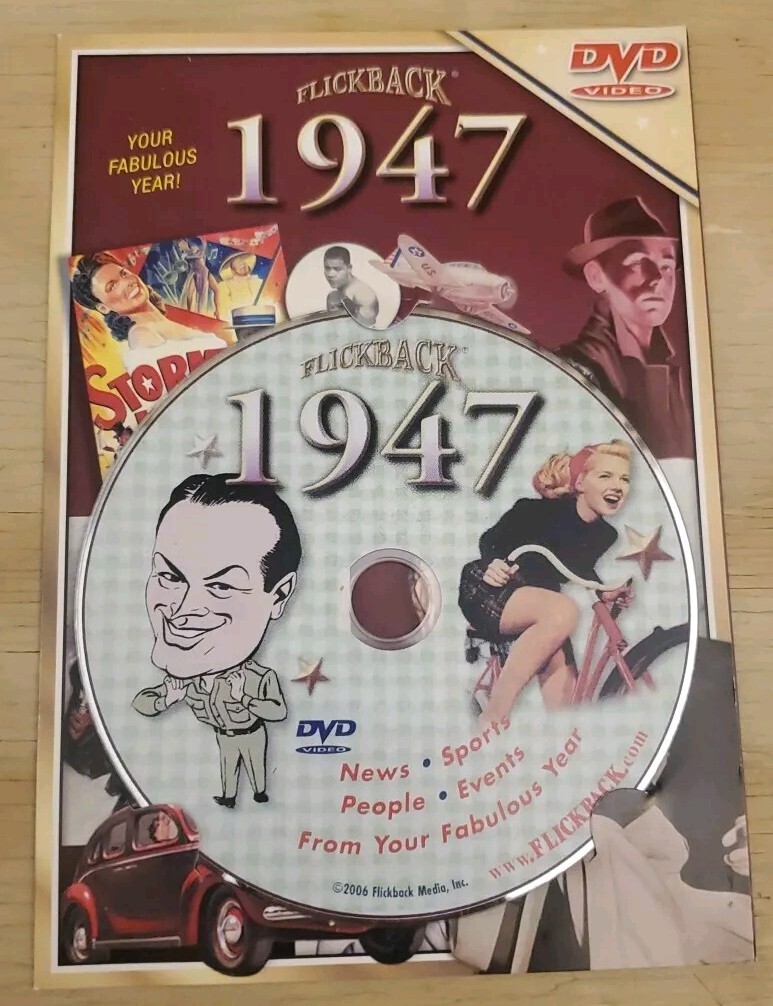 DVD
VIDEO
FLICKBACK®
1947
YOUR
FABULOUS
YEAR!
U.S.
STORM
FLICKBACK®
1947
DVD
VIDEO
News • Sports
People • Events
From Your Fabulous Year
www.FLICKBACK.com
©2006 Flickback Media, Inc.